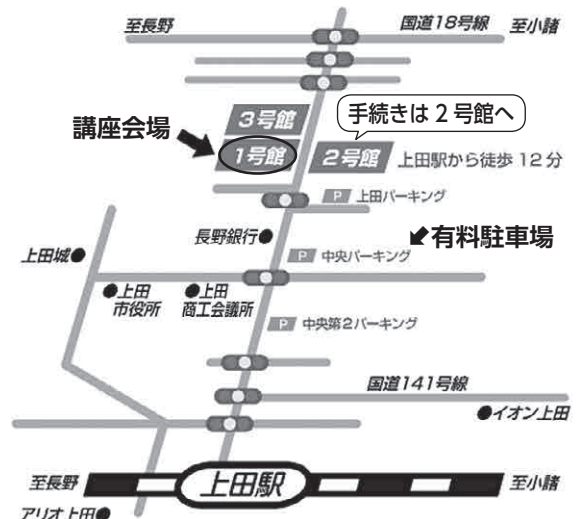 至長野
国道18号線
至小諸
3号館
手続きは2号館へ
講座会場
1号館
2号館
上田駅から徒歩12分
P 上田パーキング
長野銀行
有料駐車場
上田城
P 中央パーキング
上田
市役所
上田
商工会議所
P 中央第2パーキング
国道141号線
イオン上田
至長野
上田駅
至小諸
アリオ上田